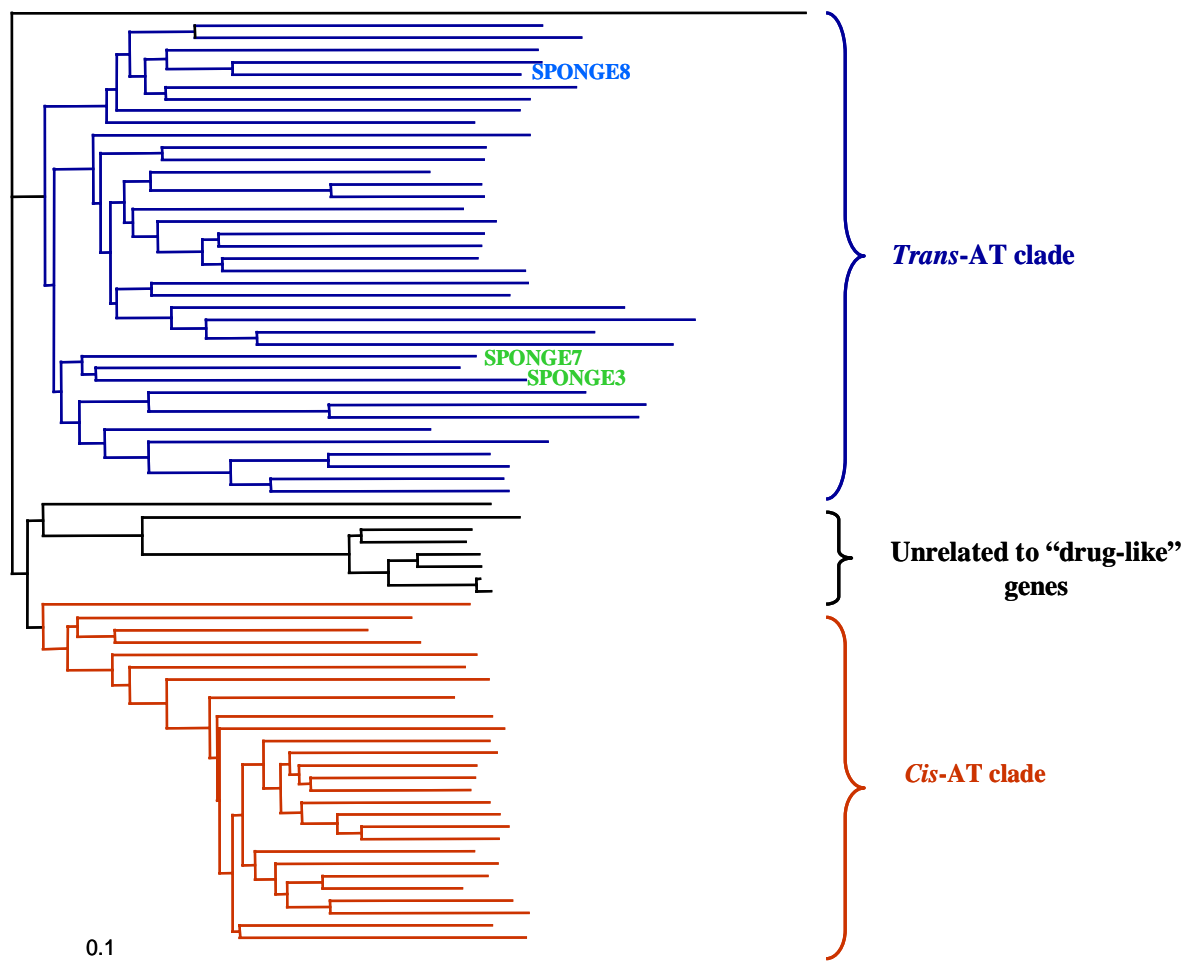 SPONGE8
Trans-AT clade
SPONGE7
SPONGE3
Unrelated to “drug-like”
genes
Cis-AT clade
0.1